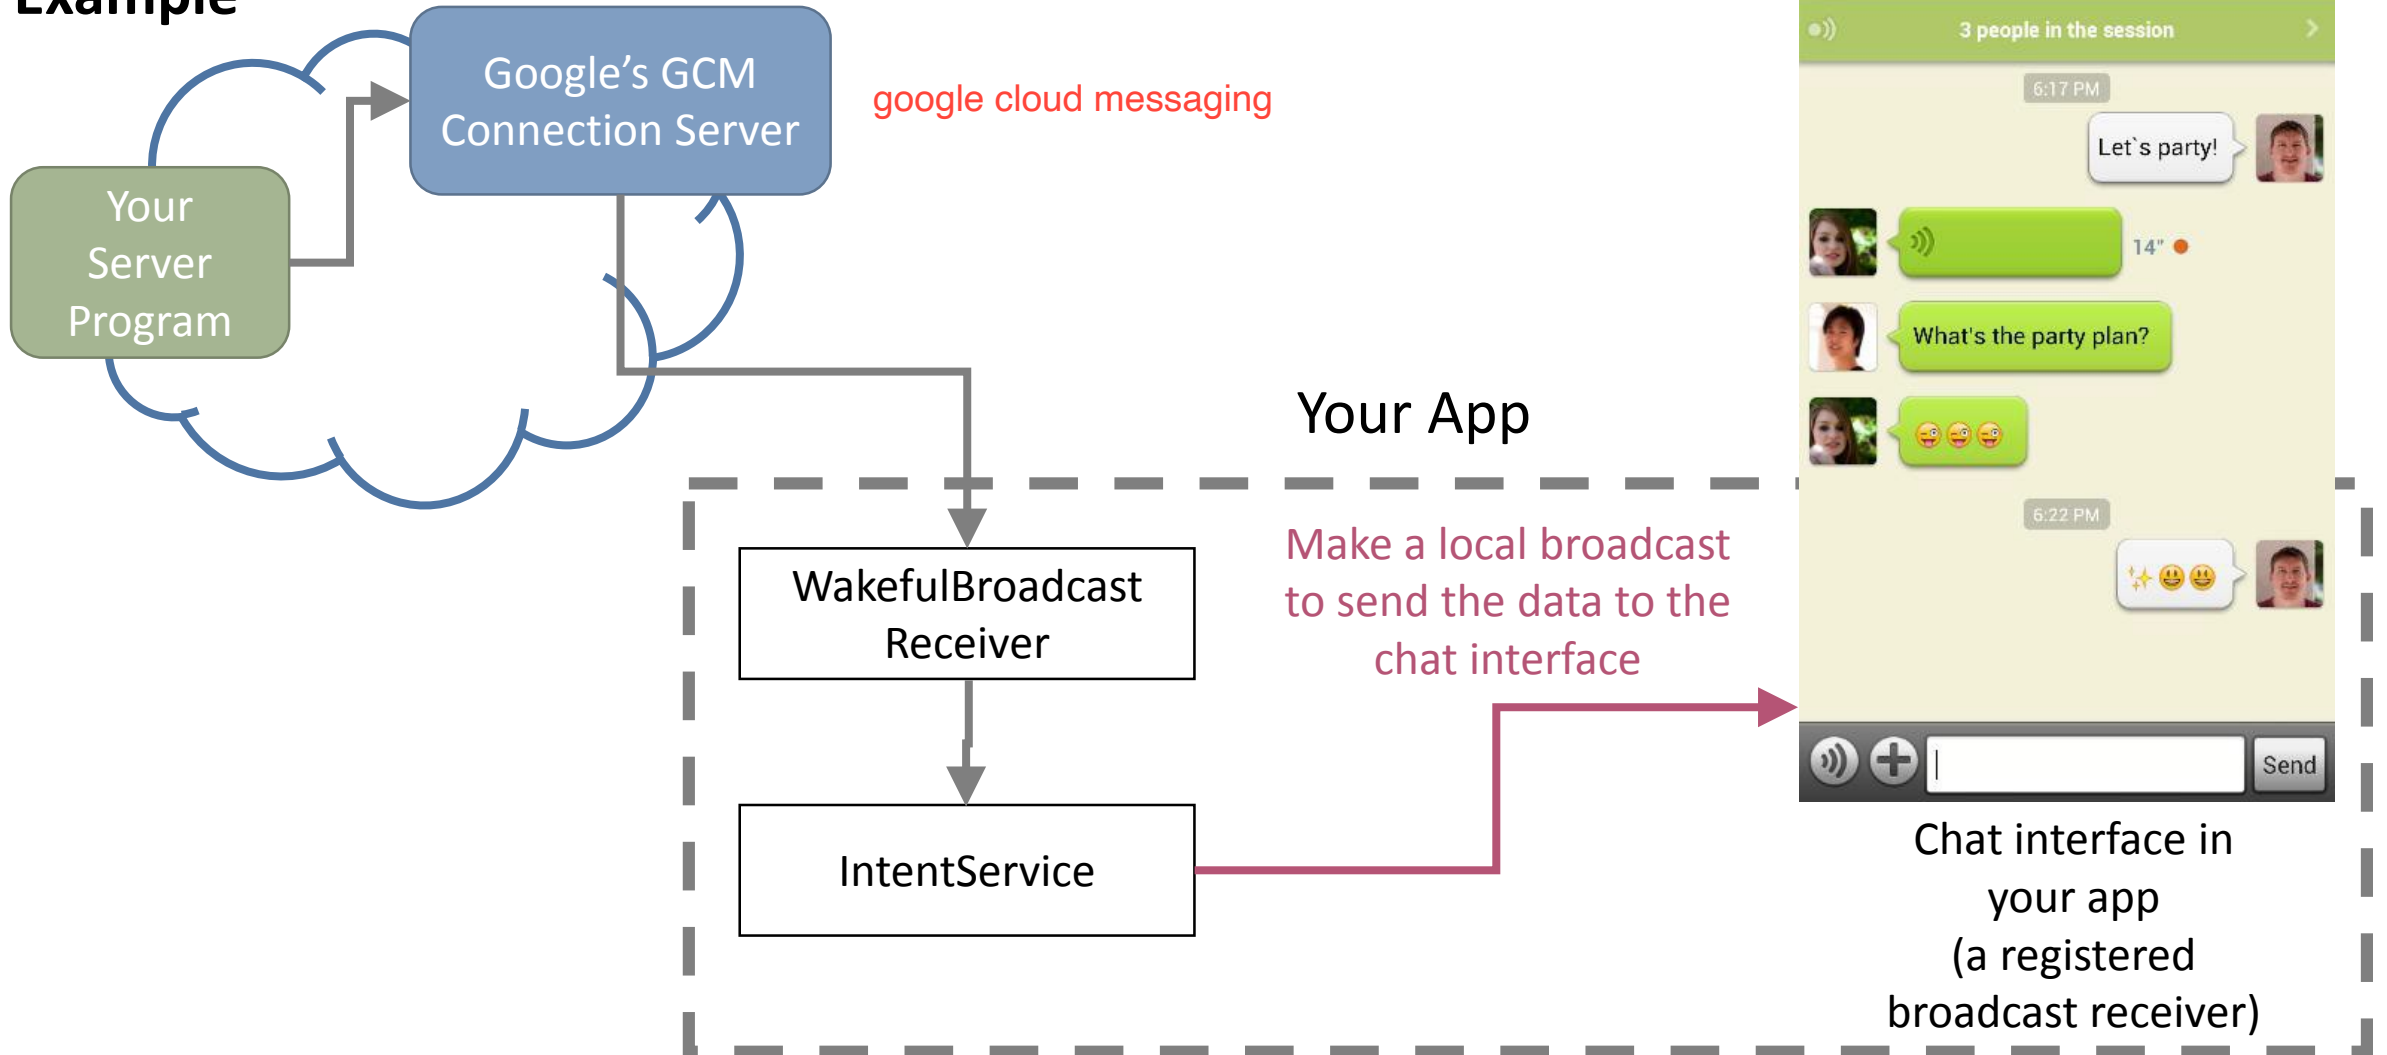 Example
Google's GCM
Connection Server
google cloud messaging
Your
Server
Program
Your App
WakefulBroadcast
Receiver
IntentService
Make a local broadcast
to send the data to the
chat interface
3 people in the session
6:17 PM
Let`s party!
14"
What's the party plan?
6:22 PM
Send
Chat interface in
your app
(a registered
broadcast receiver)